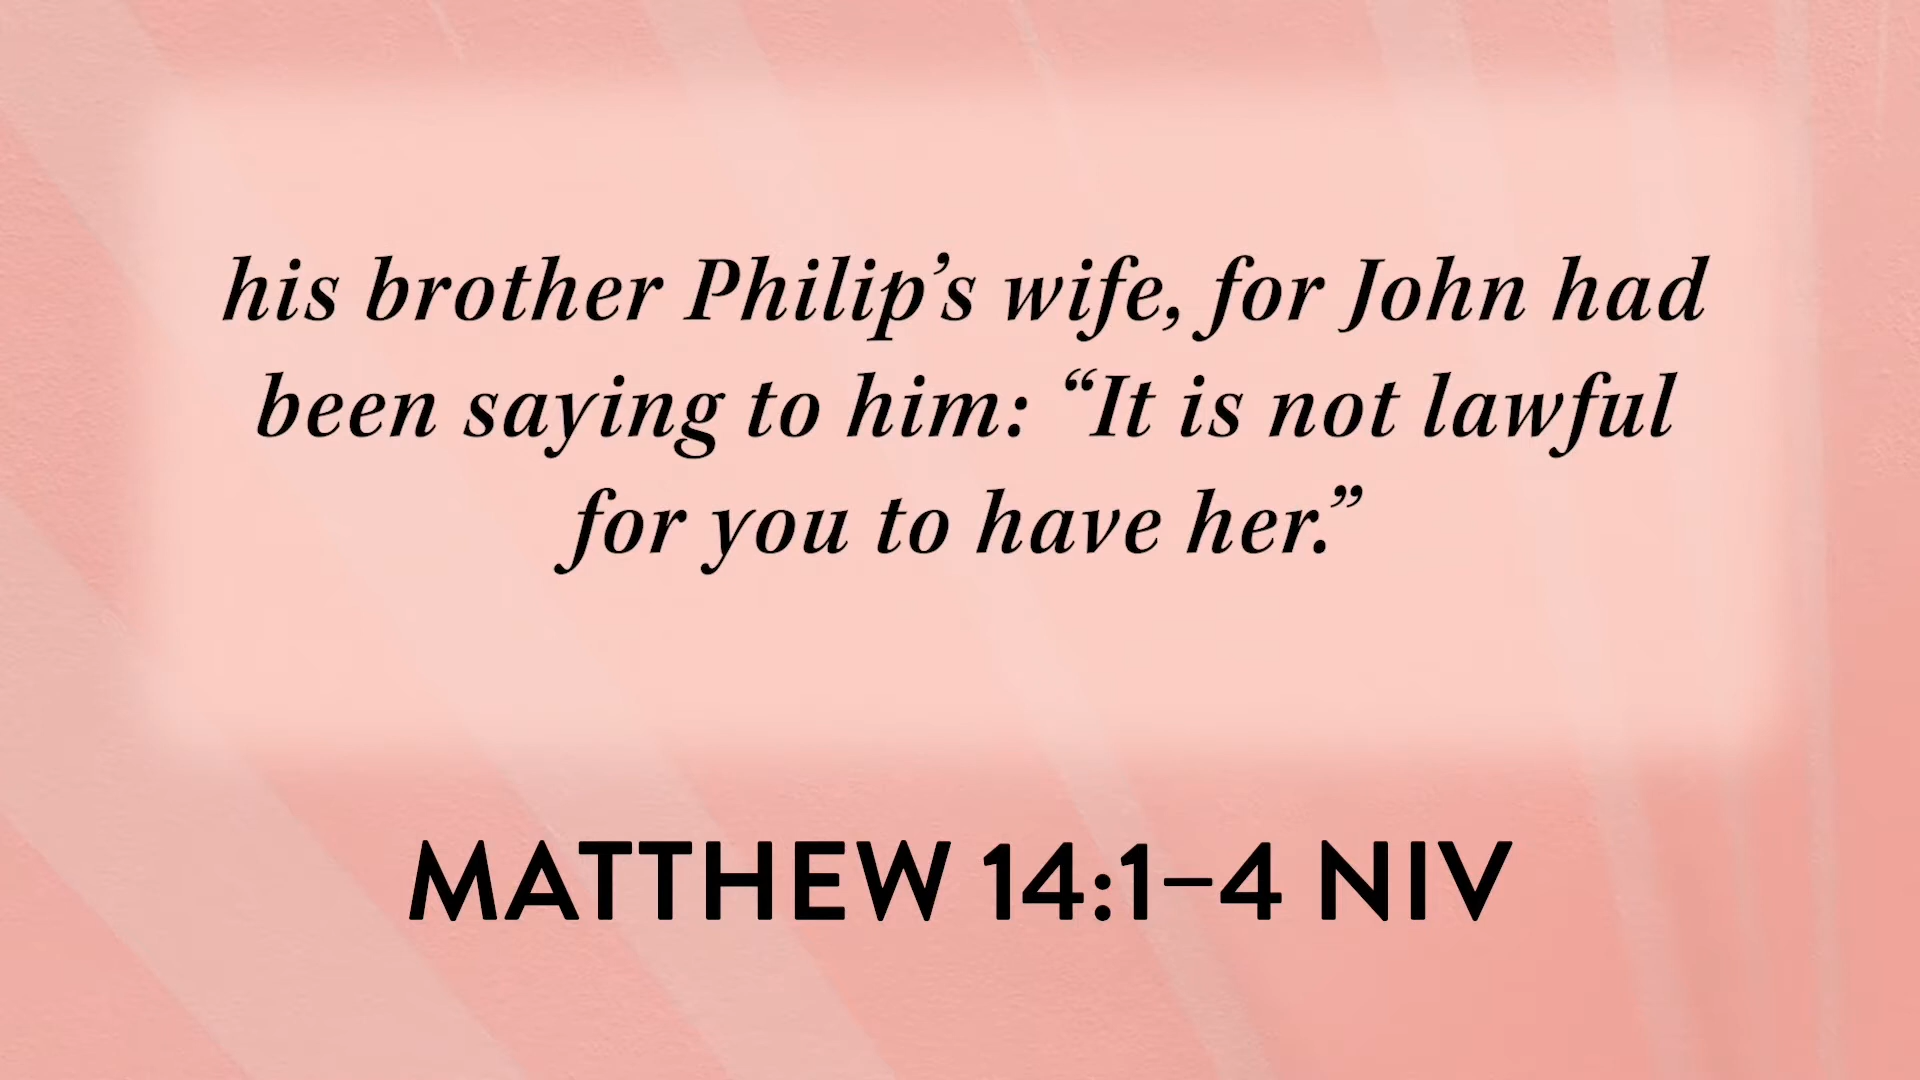 his brother Philip’s wife, for John had
been saying to him: “It is not lawful
for you to have her.”
MATTHEW 14:1–4 NIV